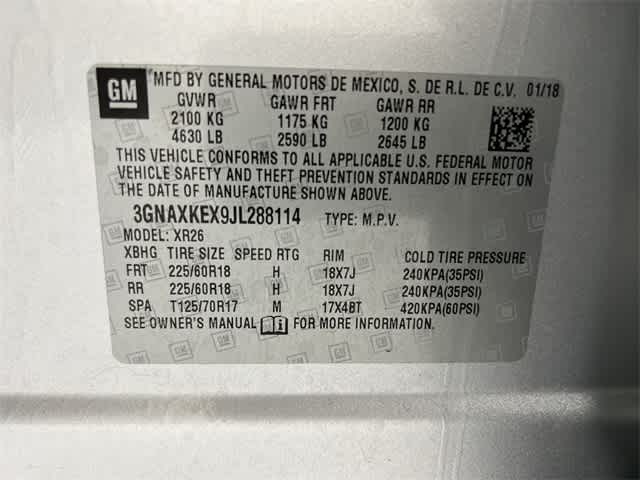 GM
MFD BY GENERAL MOTORS DE MEXICO, S. DE R.L. DE C.V. 01/18
GVWR GAWR FRT GAWR RR
2100 KG 1175 KG 1200 KG
4630 LB 2590 LB 2645 LB
THIS VEHICLE CONFORMS TO ALL APPLICABLE U.S. FEDERAL MOTOR
VEHICLE SAFETY AND THEFT PREVENTION STANDARDS IN EFFECT ON
THE DATE OF MANUFACTURE SHOWN ABOVE.
3GNAXKEX9JL288114 TYPE: M.P.V.
MODEL: XR26
XBHG TIRE SIZE SPEED RTG RIM COLD TIRE PRESSURE
FRT 225/60R18 H 18X7J 240KPA(35PSI)
RR 225/60R18 H 18X7J 240KPA(35PSI)
SPA T125/70R17 M 17X4BT 420KPA(60PSI)
SEE OWNER'S MANUAL FOR MORE INFORMATION.